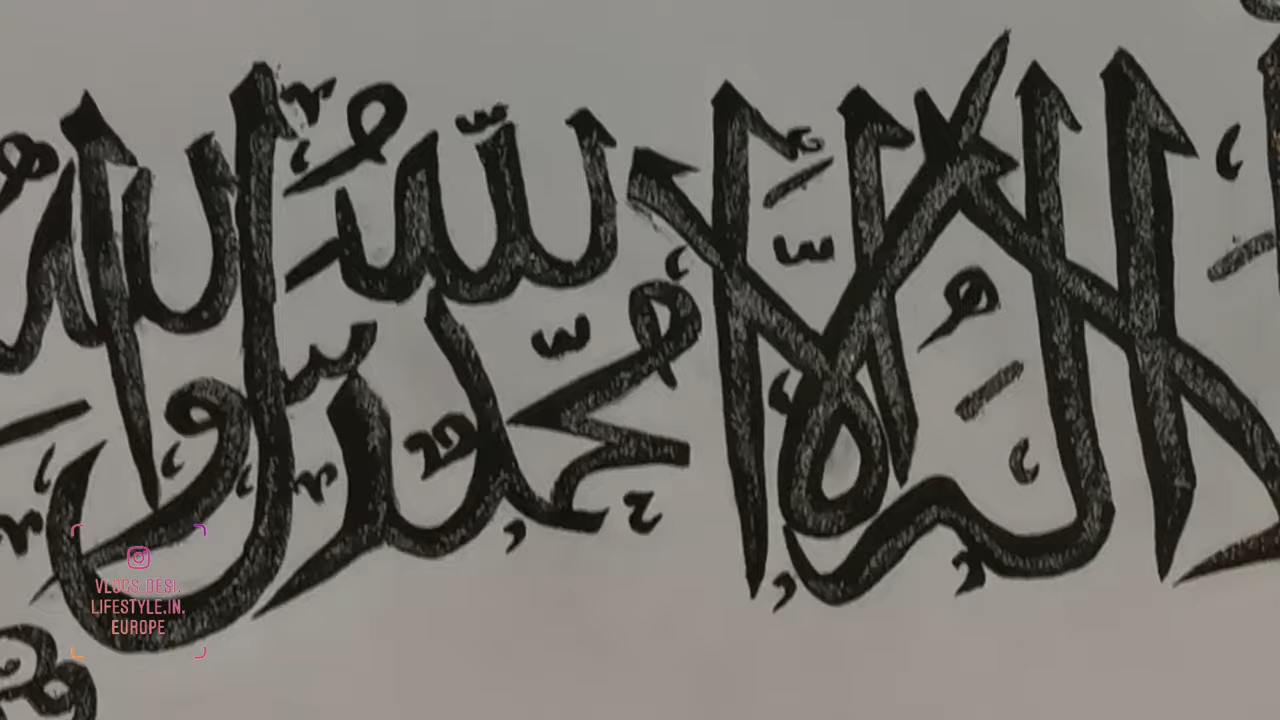 لا إله إلا الله محمد رسول الله
VLOGS.DESI.
LIFESTYLE.IN.
EUROPE